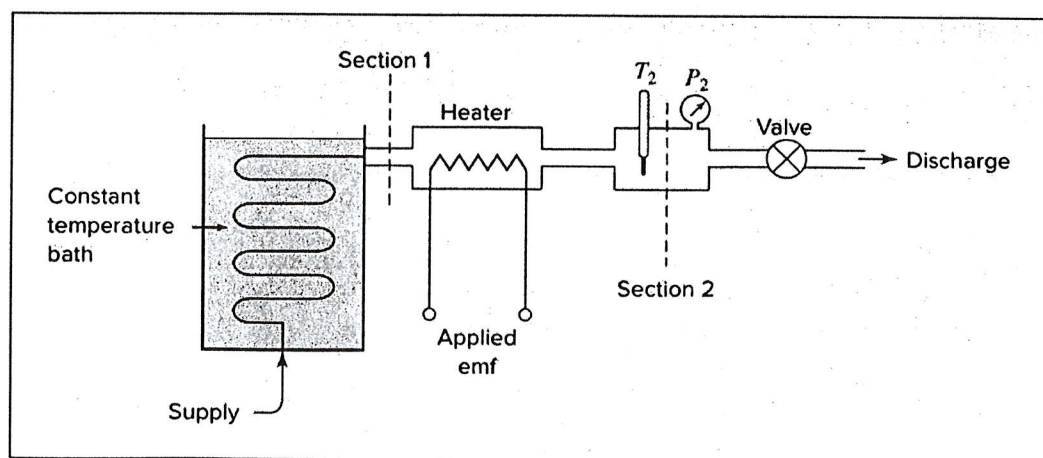 Section 1
T₂
P₂
Heater
Valve
Discharge
Constant
temperature
bath
Section 2
Applied
emf
Supply